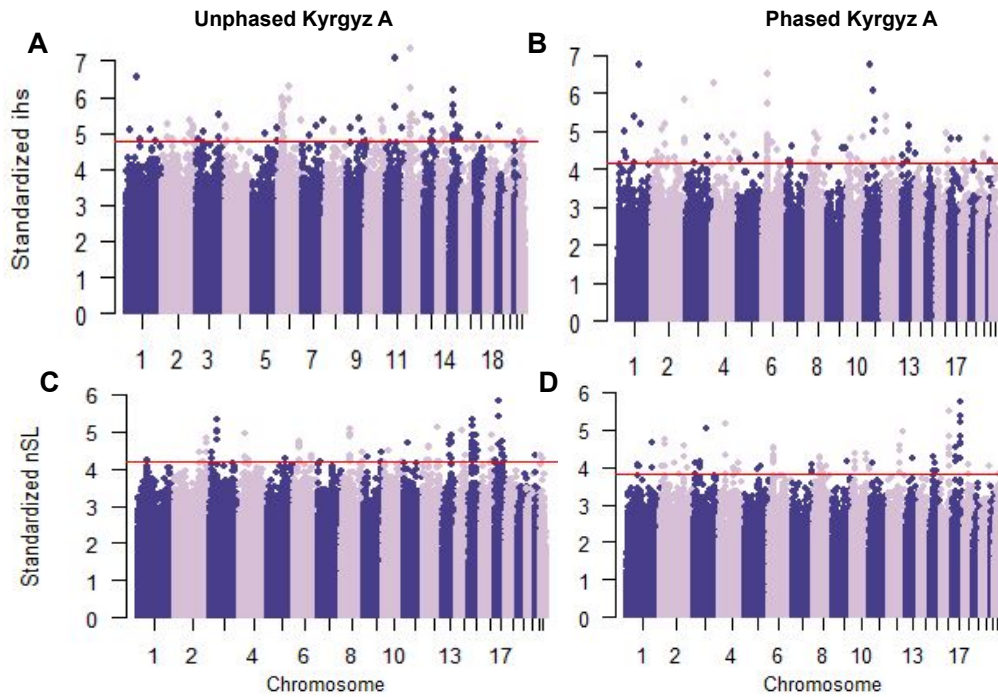 Unphased Kyrgyz A
Phased Kyrgyz A
A
Standardized ihs
7
6
5
4
3
2
1
0
1 2 3 5 7 9 11 14 18
B
7
6
5
4
3
2
1
0
1 2 4 6 8 10 13 17
C
Standardized nSL
6
5
4
3
2
1
0
1 2 4 6 8 10 13 17
Chromosome
D
6
5
4
3
2
1
0
1 2 4 6 8 10 13 17
Chromosome